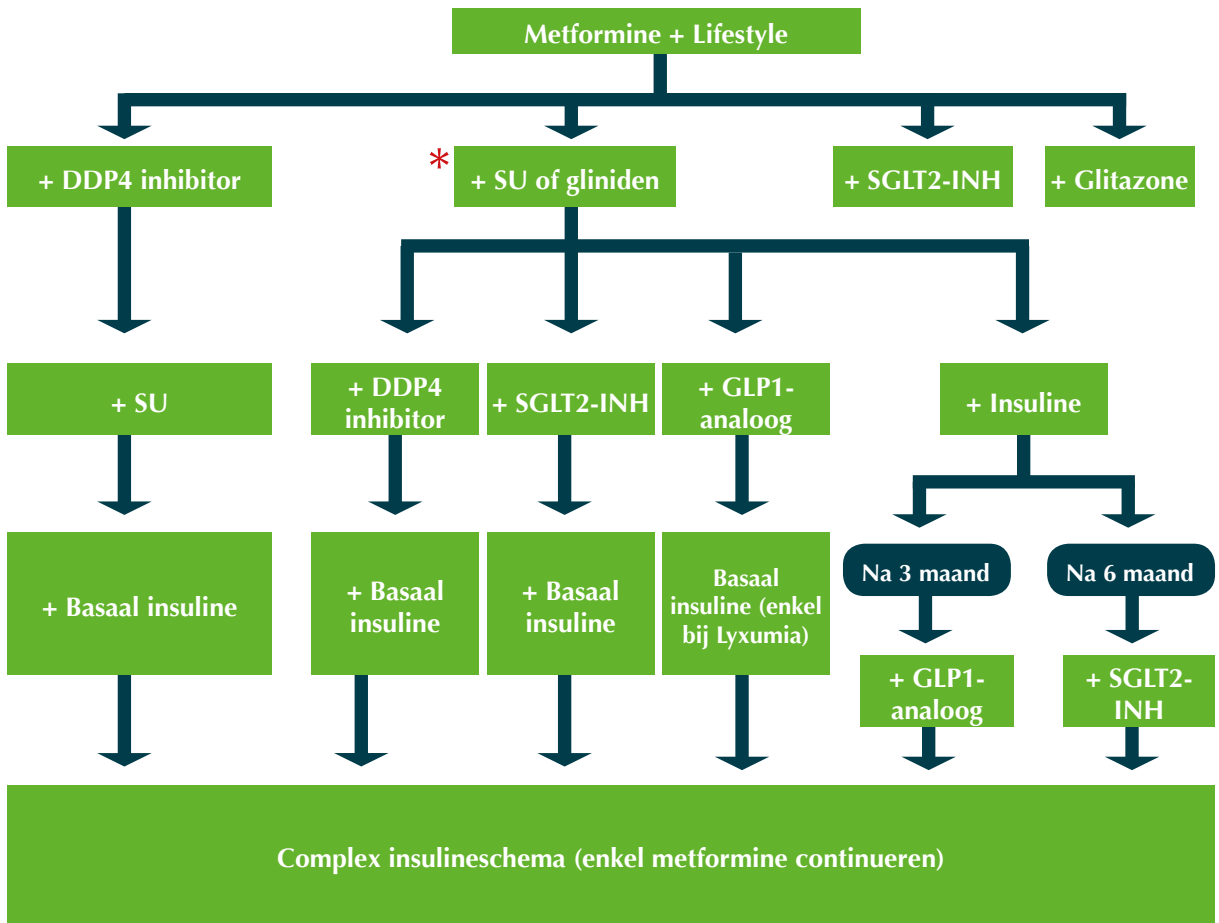 Metformine + Lifestyle
+ DDP4 inhibitor
*
+ SU of gliniden
+ SGLT2-INH
+ Glitazone
+ SU
+ DDP4
inhibitor
+ SGLT2-INH
+ GLP1-
analoog
+ Insuline
+ Basaal insuline
+ Basaal
insuline
+ Basaal
insuline
Basaal
insuline (enkel
bij Lyxumia)
Na 3 maand
Na 6 maand
+ GLP1-
analoog
+ SGLT2-
INH
Complex insulineschema (enkel metformine continueren)